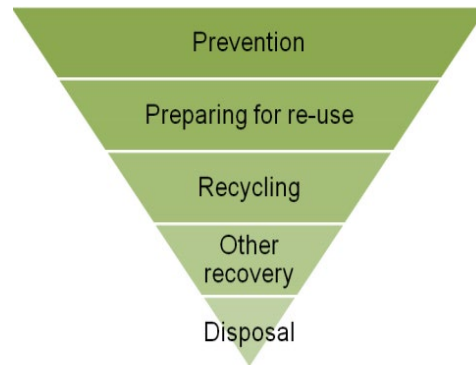 Prevention
Preparing for re-use
Recycling
Other
recovery
Disposal